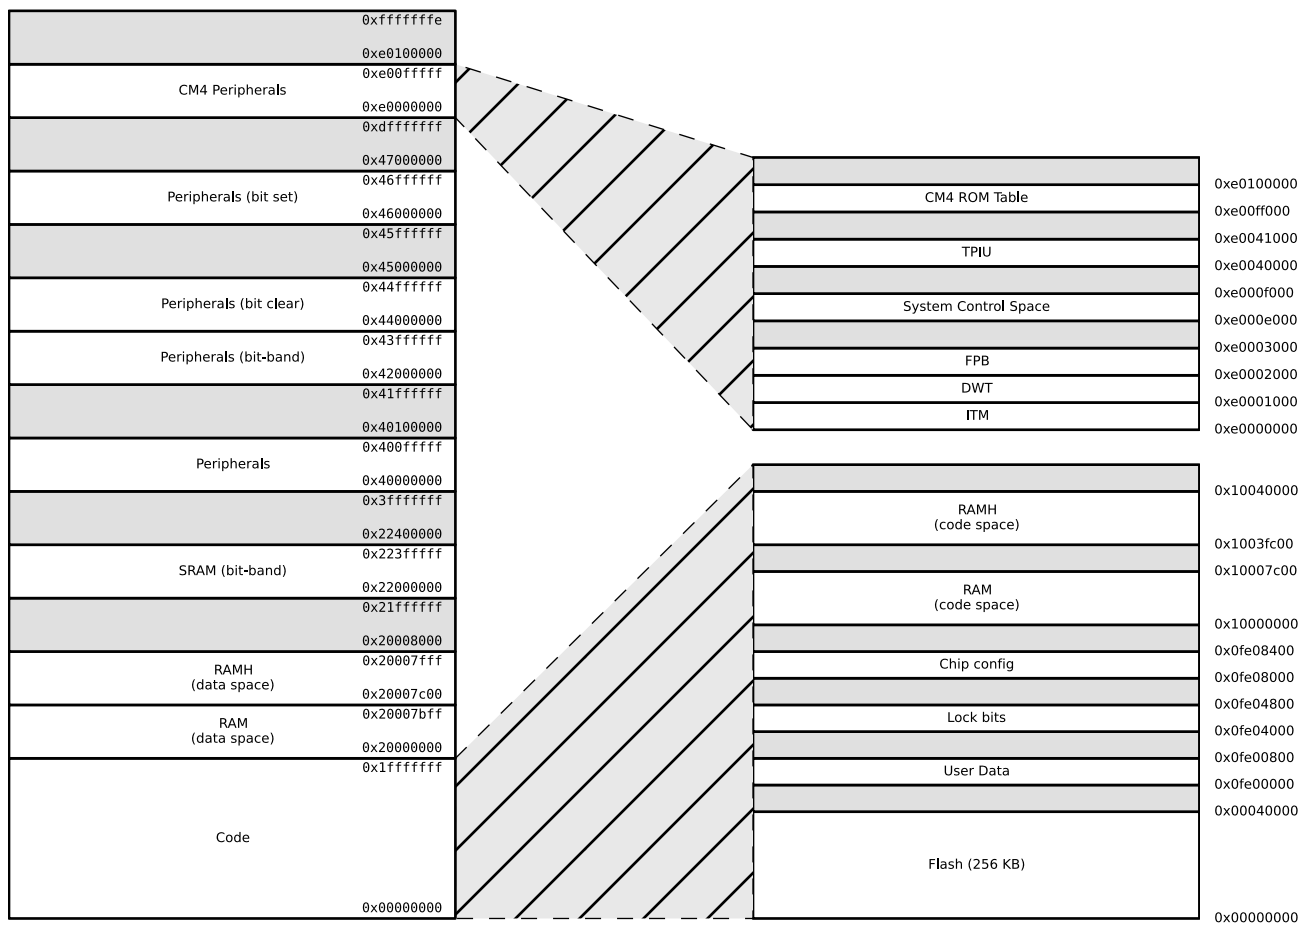 0xfffffffe
0xe0100000
0xe00fffff
CM4 Peripherals
0xe0000000
0xdfffffff
0x47000000
0x46ffffff
Peripherals (bit set)
0x46000000
0x45ffffff
0x45000000
0x44ffffff
Peripherals (bit clear)
0x44000000
0x43ffffff
Peripherals (bit-band)
0x42000000
0x41ffffff
0x40100000
0x400fffff
Peripherals
0x40000000
0x3fffffff
0x22400000
0x223fffff
SRAM (bit-band)
0x22000000
0x21ffffff
0x20008000
0x20007fff
RAMH
(data space)
0x20007c00
0x20007bff
RAM
(data space)
0x20000000
0x1fffffff
Code
0x00000000
0xe0100000
CM4 ROM Table
0xe00ff000
0xe0041000
TPIU
0xe0040000
0xe000f000
System Control Space
0xe000e000
0xe0003000
FPB
0xe0002000
DWT
0xe0001000
ITM
0xe0000000
0x10040000
RAMH
(code space)
0x1003fc00
0x10007c00
RAM
(code space)
0x10000000
0x0fe08400
Chip config
0x0fe08000
0x0fe04800
Lock bits
0x0fe04000
0x0fe00800
User Data
0x0fe00000
0x00040000
Flash (256 KB)
0x00000000